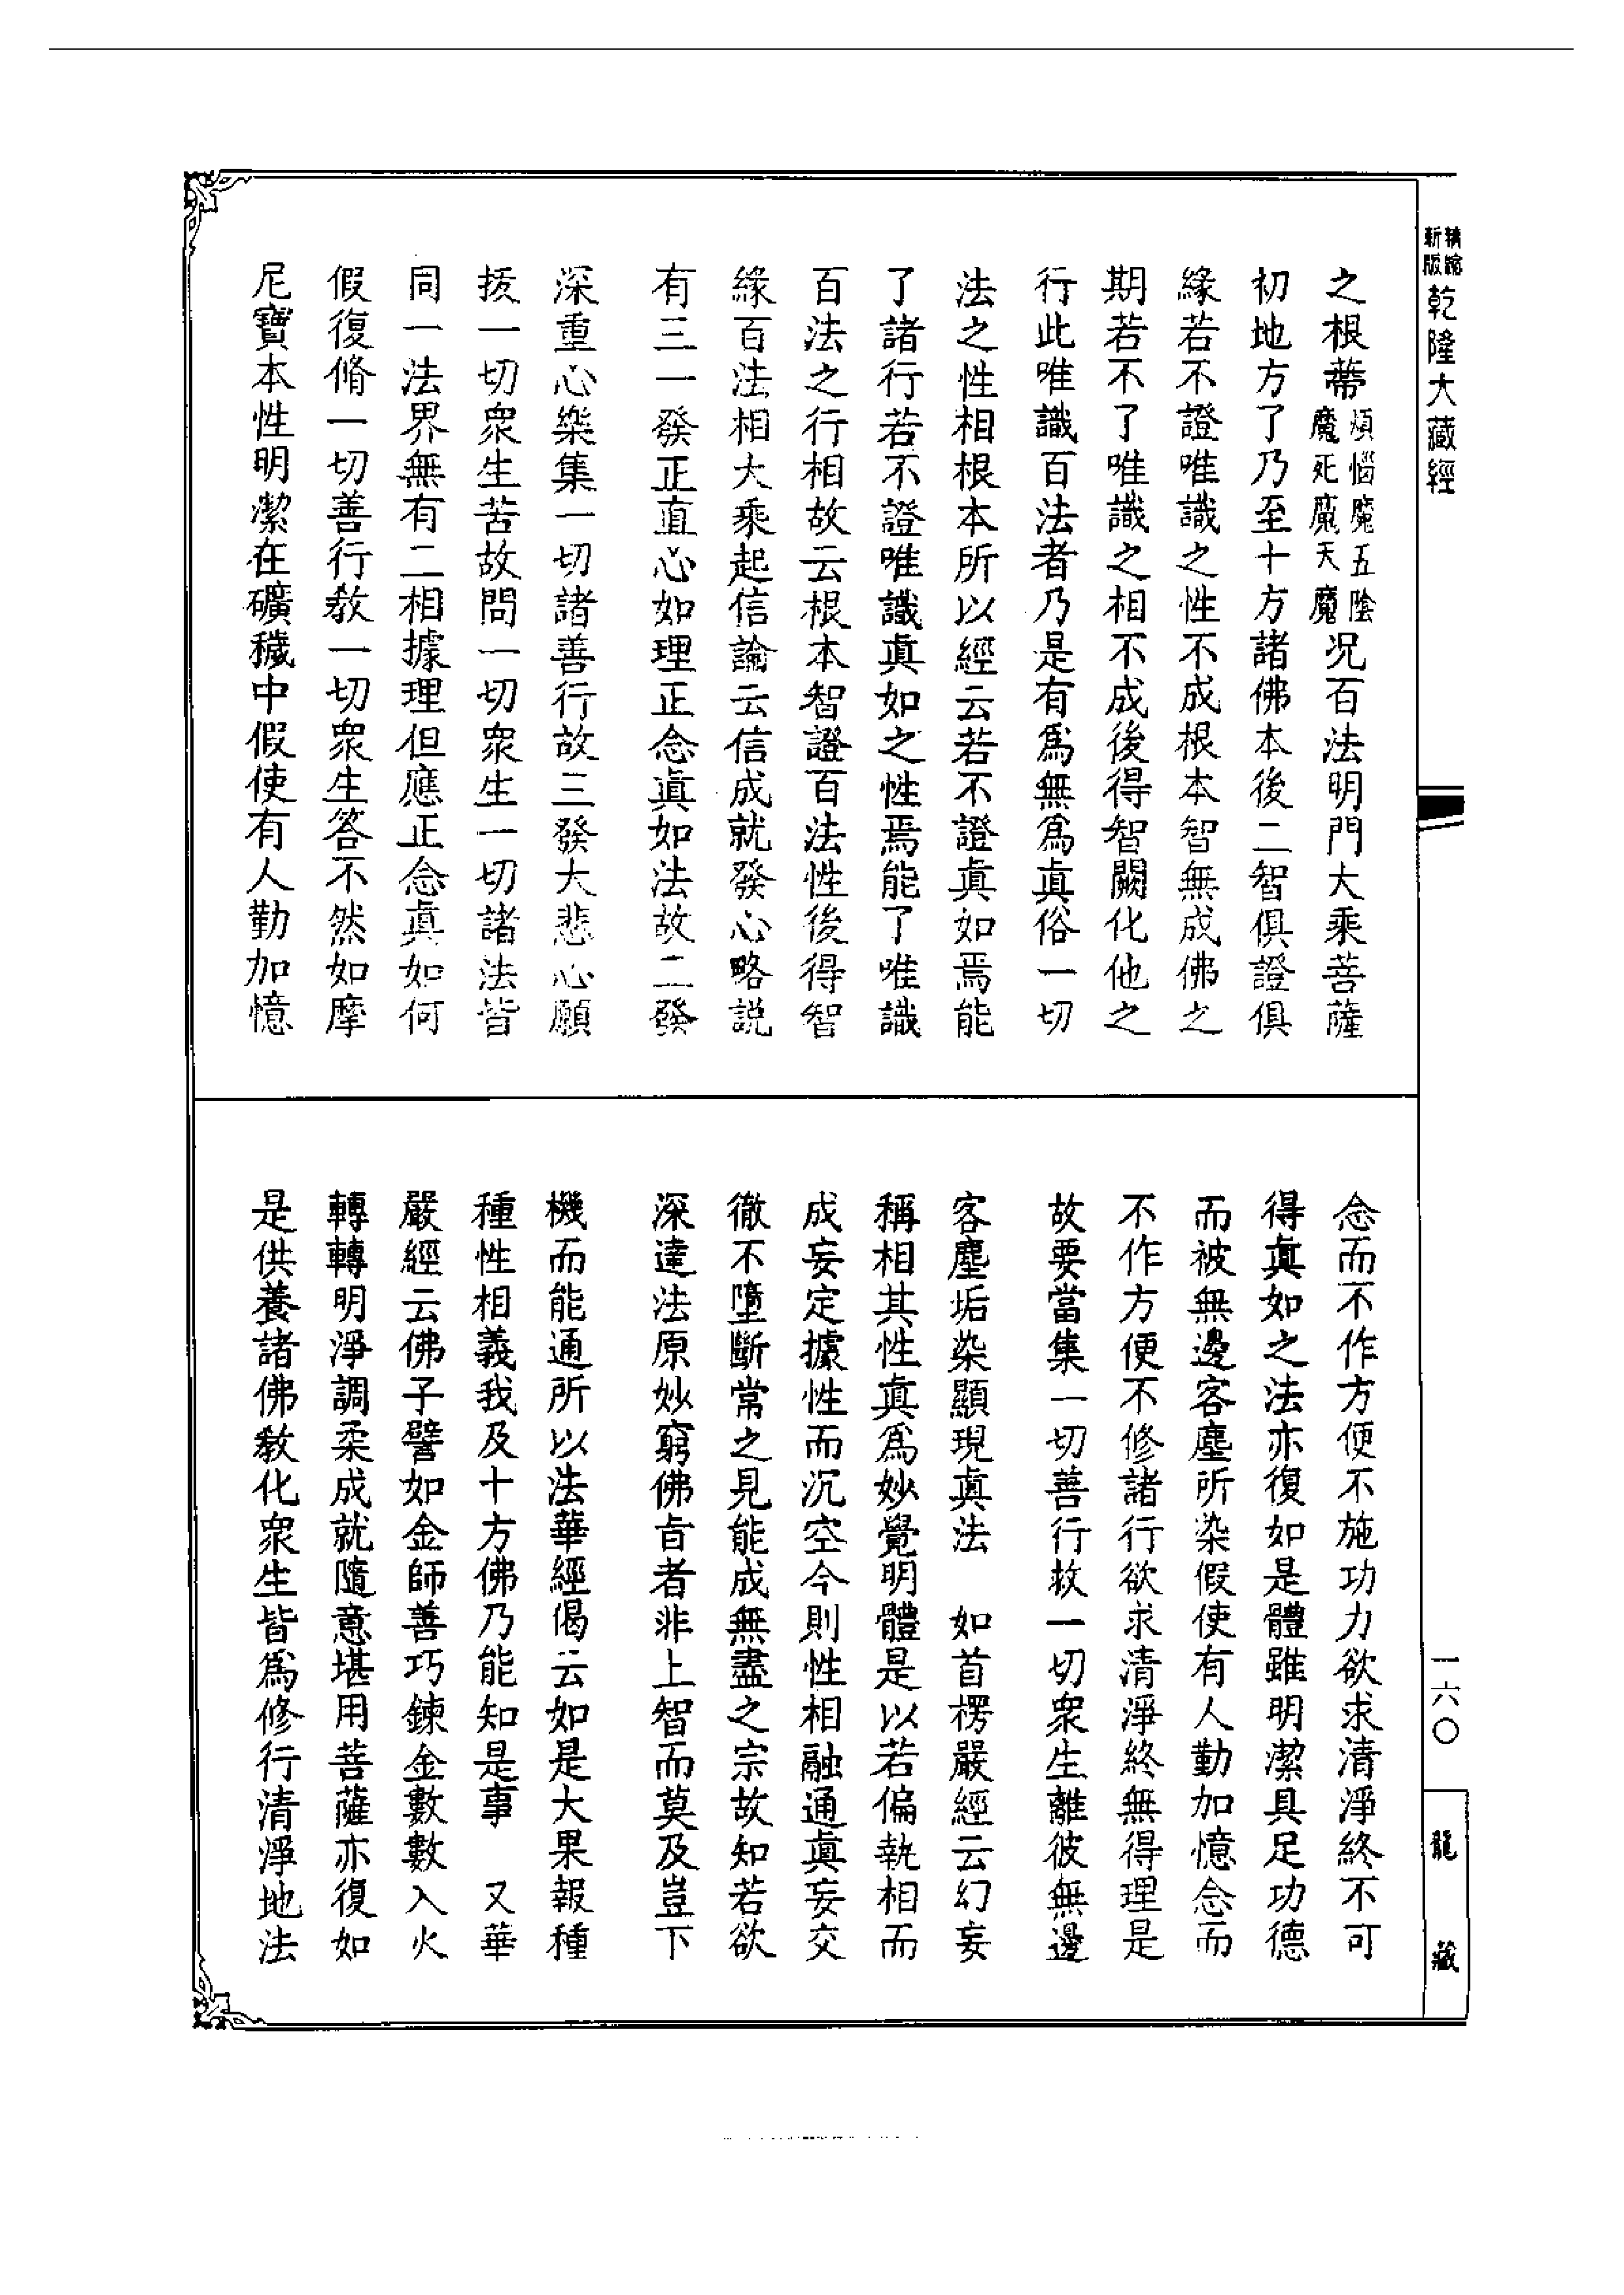 精縮新版乾隆大藏經
之根蔕煩惱魔五陰魔死魔天魔况百法明門大乘菩薩
初地方了乃至十方諸佛本後二智俱證俱
緣若不證唯識之性不成根本智無成佛之
期若不了唯識之相不成後得智闕化他之
行此唯識百法者乃是有爲無爲眞俗一切
法之性相根本所以經云若不證眞如焉能
了諸行若不證唯識眞如之性焉能了唯識
百法之行相故云根本智證百法性後得智
緣百法相大乘起信論云信成就發心略説
有三一發正直心如理正念眞如法故二發
深重心樂集一切諸善行故三發大悲心願
拔一切衆生苦故問一切衆生一切諸法皆
同一法界無有二相據理但應正念眞如何
假復脩一切善行敎一切衆生答不然如摩
尼寶本性明潔在礦穢中假使有人勤加憶
念而不作方便不施功力欲求清淨終不可
得眞如之法亦復如是體雖明潔具足功德
而被無邊客塵所染假使有人勤加憶念而
不作方便不修諸行欲求清淨終無得理是
故要當集一切善行救一切衆生離彼無邊
客塵垢染顯現眞法　如首楞嚴經云幻妄
稱相其性眞爲妙覺明體是以若偏執相而
成妄定據性而沉空今則性相融通眞妄交
徹不墮斷常之見能成無盡之宗故知若欲
深達法原妙窮佛旨者非上智而莫及豈下
機而能通所以法華經偈云如是大果報種
種性相義我及十方佛乃能知是事　又華
嚴經云佛子譬如金師善巧鍊金數數入火
轉轉明淨調柔成就隨意堪用菩薩亦復如
是供養諸佛敎化衆生皆爲修行清淨地法
一六〇
龍藏